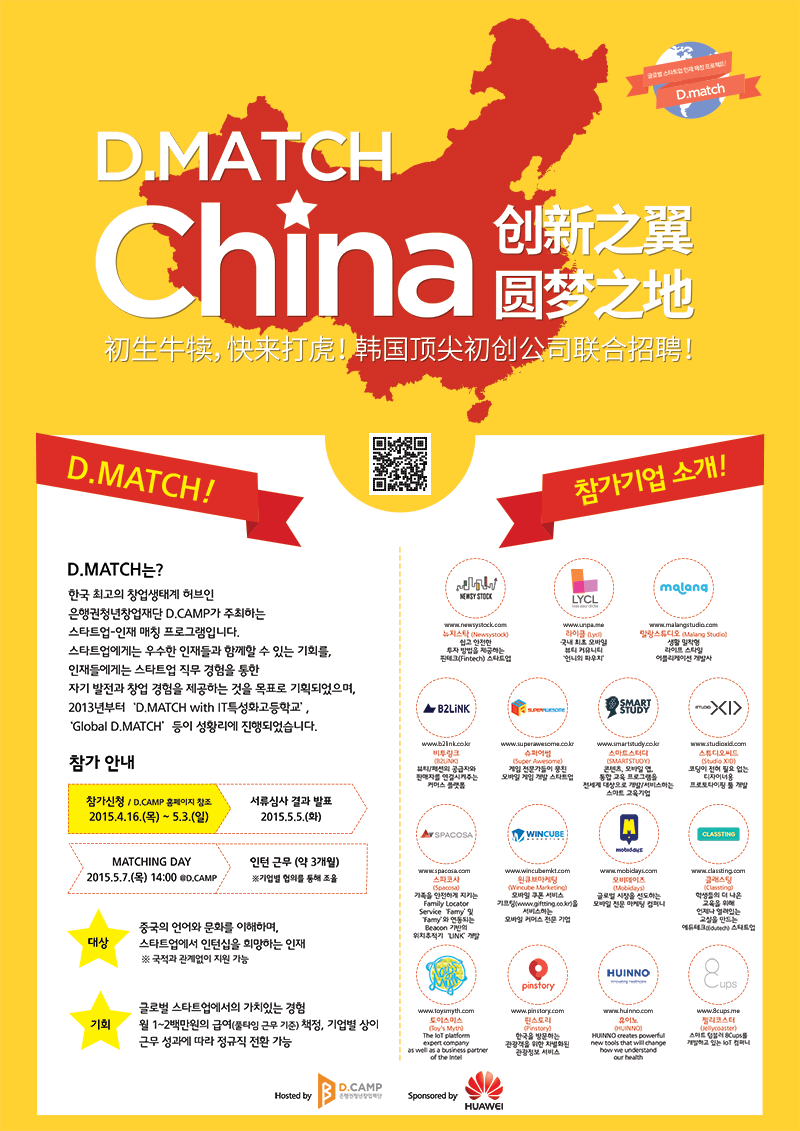 글로벌 스타트업 인재 매칭 프로젝트!
D.match
D.MATCH
China
创新之翼
圆梦之地
初生牛犊, 快来打虎! 韩国顶尖初创公司联合招聘!
D.MATCH!
참가기업 소개!
D.MATCH는?
한국 최고의 창업생태계 허브인
은행권청년창업재단 D.CAMP가 주최하는
스타트업-인재 매칭 프로그램입니다.
스타트업에게는 우수한 인재들과 함께할 수 있는 기회를,
인재들에게는 스타트업 직무 경험을 통한
자기 발전과 창업 경험을 제공하는 것을 목표로 기획되었으며,
2013년부터 'D.MATCH with IT특성화고등학교',
'Global D.MATCH' 등이 성황리에 진행되었습니다.
참가 안내
참가신청 / D.CAMP 홈페이지 참조
2015.4.16.(목) ~ 5.3.(일)
서류심사 결과 발표
2015.5.5.(화)
MATCHING DAY
2015.5.7.(목) 14:00 @D.CAMP
인턴 근무 (약 3개월)
※기업별 협의를 통해 조율
대상
중국의 언어와 문화를 이해하며,
스타트업에서 인턴십을 희망하는 인재
※ 국적과 관계없이 지원 가능
기회
글로벌 스타트업에서의 가치있는 경험
월 1~2백만원의 급여(풀타임 근무 기준) 책정, 기업별 상이
근무 성과에 따라 정규직 전환 가능
NEWSY STOCK
www.newsystock.com
뉴지스탁 (Newsystock)
쉽고 안전한
투자 방법을 제공하는
핀테크(Fintech) 스타트업
LYCL
www.unpa.me
라이클 (Lycl)
국내 최초 모바일
뷰티 커뮤니티
'언니의 파우치'
malang
www.malangstudio.com
말랑스튜디오 (Malang Studio)
생활 밀착형
라이프 스타일
어플리케이션 개발사
B2LiNK
www.b2link.co.kr
비투링크
(B2LiNK)
뷰티/패션의 공급자와
판매자를 연결시켜주는
커머스 플랫폼
SUPERAWESOME
www.superawesome.co.kr
슈퍼어썸
(Super Awesome)
게임 전문가들이 뭉친
모바일 게임 개발 스타트업
SMART
STUDY
www.smartstudy.co.kr
스마트스터디
(SMARTSTUDY)
콘텐츠, 모바일 앱,
통합 교육 프로그램을
전세계 대상으로 개발/서비스하는
스마트 교육기업
STUDIO XID
www.studioxid.com
스튜디오씨드
(Studio XID)
코딩이 전혀 필요 없는
디자이너용
프로토타이핑 툴 개발
SPACOSA
www.spacosa.com
스파코사
(Spacosa)
가족을 안전하게 지키는
Family Locator
Service 'Famy' 및
'Famy'와 연동되는
Beacon 기반의
위치추적기 'LINK' 개발
WINCUBE
MARKETING
www.wincubemkt.com
윈큐브마케팅
(Wincube Marketing)
모바일 쿠폰 서비스
기프팅(www.giftting.co.kr)을
서비스하는
모바일 커머스 전문 기업
mobidays
www.mobidays.com
모비데이즈
(Mobidays)
글로벌 시장을 선도하는
모바일 전문 마케팅 컴퍼니
CLASSTING
www.classting.com
클래스팅
(Classting)
학생들의 더 나은
교육을 위해
언제나 열려있는
교실을 만드는
에듀테크(Edutech) 스타트업
Toy's Myth
www.toysmyth.com
토이스미스
(Toy's Myth)
The IoT platform
expert company
as well as a business partner
of the Intel
pinstory
www.pinstory.com
핀스토리
(Pinstory)
한국을 방문하는
관광객을 위한 차별화된
관광정보 서비스
HUINNO
innovating healthcare
www.huinno.com
휴이노
(HUINNO)
HUINNO creates powerful
new tools that will change
how we understand
our health
8cups
www.8cups.me
젤리코스터
(Jellycoaster)
스마트 텀블러 8Cups를
개발하고 있는 IoT 컴퍼니
Hosted by
D.CAMP
은행권청년창업재단
Sponsored by
HUAWEI